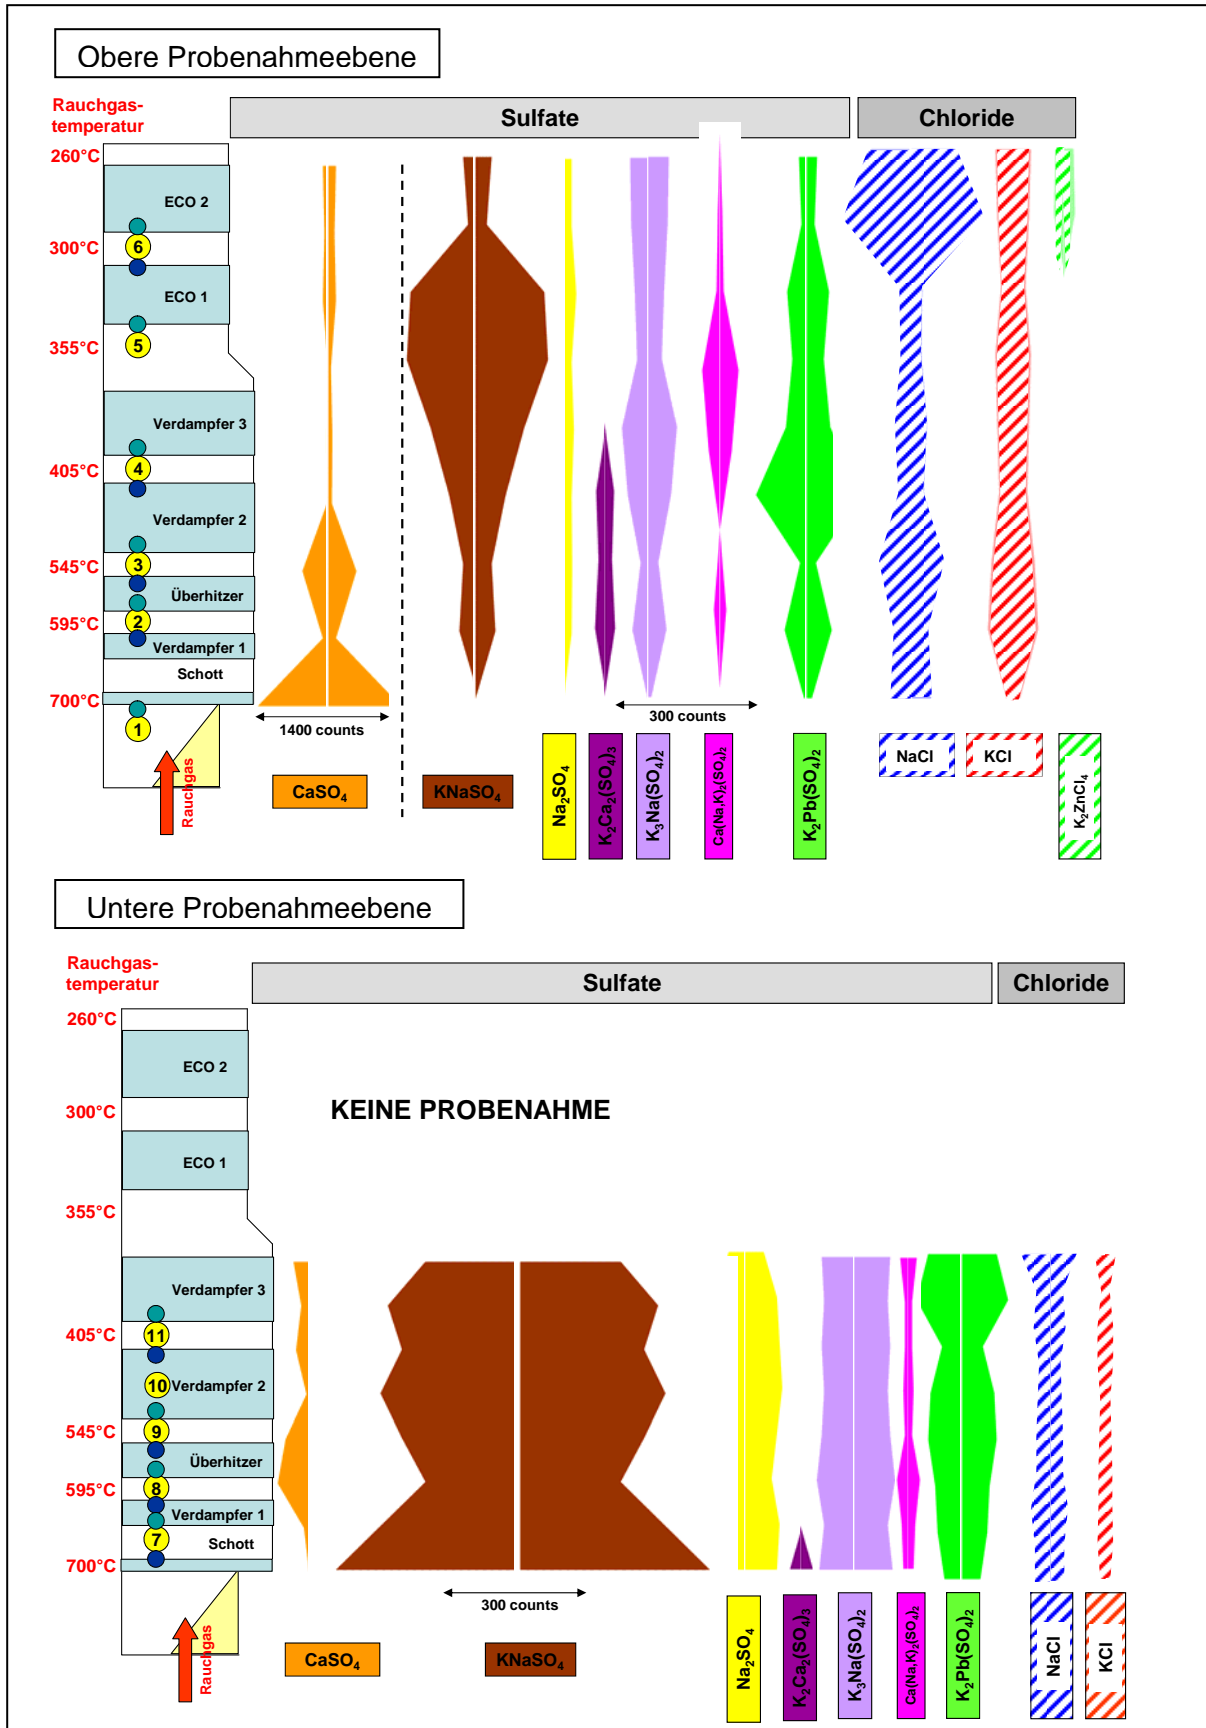 Obere Probenahmeebene
Rauchgas-
temperatur
Sulfate
Chloride
260°C
ECO 2
6
300°C
ECO 1
5
355°C
Verdampfer 3
4
405°C
Verdampfer 2
3
545°C
Überhitzer
2
595°C
Verdampfer 1
Schott
700°C
1
Rauchgas
1400 counts
300 counts
CaSO₄
KNaSO₄
Na₂SO₄
K₂Ca₂(SO₄)₃
K₃Na(SO₄)₂
Ca(Na,K)₂(SO₄)₂
K₂Pb(SO₄)₂
NaCl
KCl
K₂ZnCl₄
Untere Probenahmeebene
Rauchgas-
temperatur
Sulfate
Chloride
260°C
ECO 2
300°C
KEINE PROBENAHME
ECO 1
355°C
Verdampfer 3
11
405°C
10
Verdampfer 2
9
545°C
Überhitzer
8
595°C
Verdampfer 1
7
Schott
700°C
Rauchgas
300 counts
CaSO₄
KNaSO₄
Na₂SO₄
K₂Ca₂(SO₄)₃
K₃Na(SO₄)₂
Ca(Na,K)₂(SO₄)₂
K₂Pb(SO₄)₂
NaCl
KCl